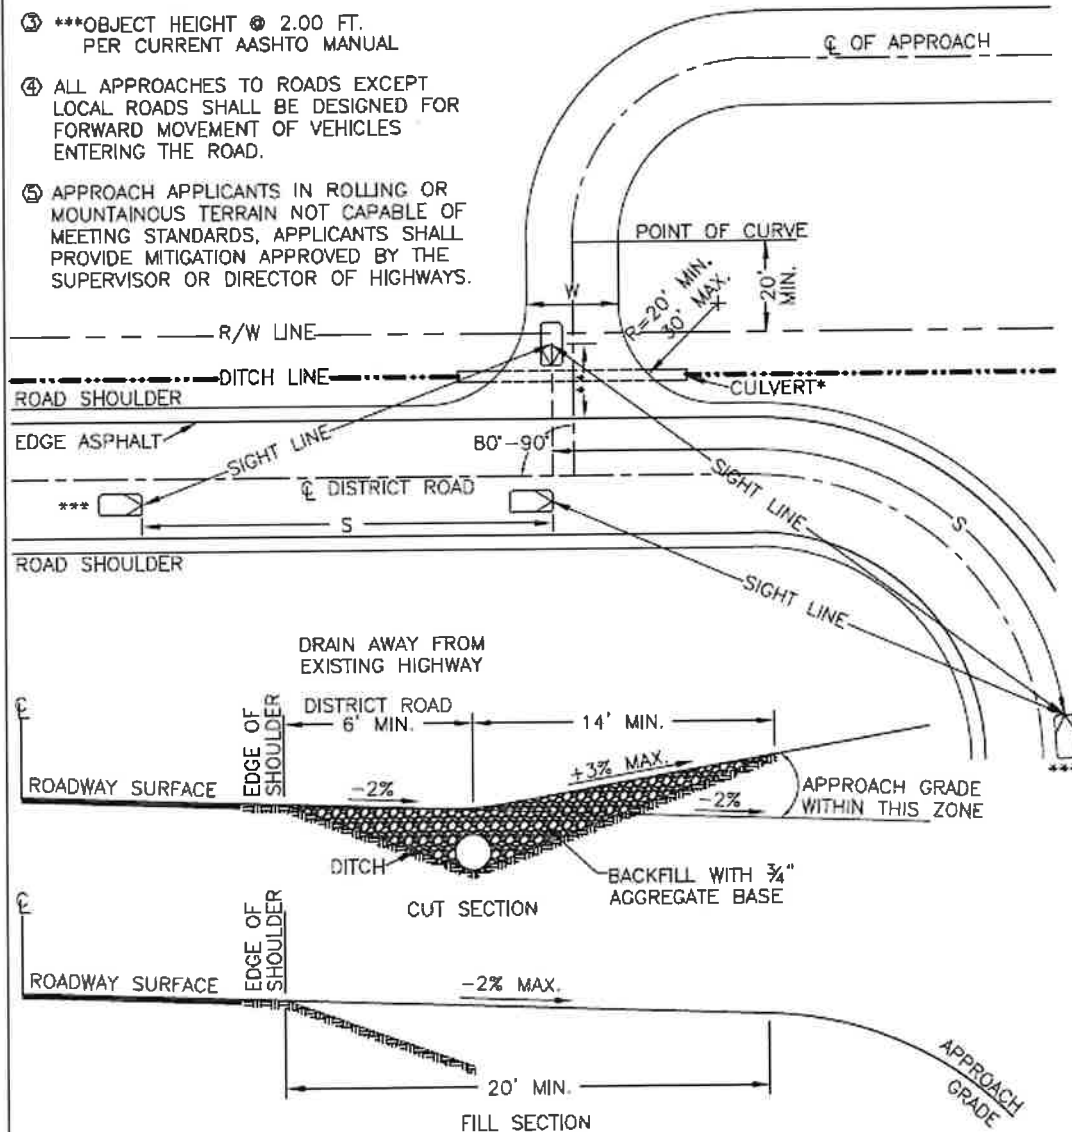 ③ ***OBJECT HEIGHT @ 2.00 FT.
PER CURRENT AASHTO MANUAL
④ ALL APPROACHES TO ROADS EXCEPT
LOCAL ROADS SHALL BE DESIGNED FOR
FORWARD MOVEMENT OF VEHICLES
ENTERING THE ROAD.
⑤ APPROACH APPLICANTS IN ROLLING OR
MOUNTAINOUS TERRAIN NOT CAPABLE OF
MEETING STANDARDS, APPLICANTS SHALL
PROVIDE MITIGATION APPROVED BY THE
SUPERVISOR OR DIRECTOR OF HIGHWAYS.
℄ OF APPROACH
POINT OF CURVE
20' MIN.
W
R=20' MIN.
30' MAX.
R/W LINE
DITCH LINE
CULVERT*
**
ROAD SHOULDER
EDGE ASPHALT
SIGHT LINE
80°-90°
SIGHT LINE
℄ DISTRICT ROAD
***
S
S
ROAD SHOULDER
SIGHT LINE
***
DRAIN AWAY FROM
EXISTING HIGHWAY
℄
EDGE OF
SHOULDER
DISTRICT ROAD
6' MIN.
14' MIN.
ROADWAY SURFACE
-2%
+3% MAX.
-2%
APPROACH GRADE
WITHIN THIS ZONE
DITCH
BACKFILL WITH ¾"
AGGREGATE BASE
CUT SECTION
℄
EDGE OF
SHOULDER
ROADWAY SURFACE
-2% MAX.
APPROACH
GRADE
20' MIN.
FILL SECTION